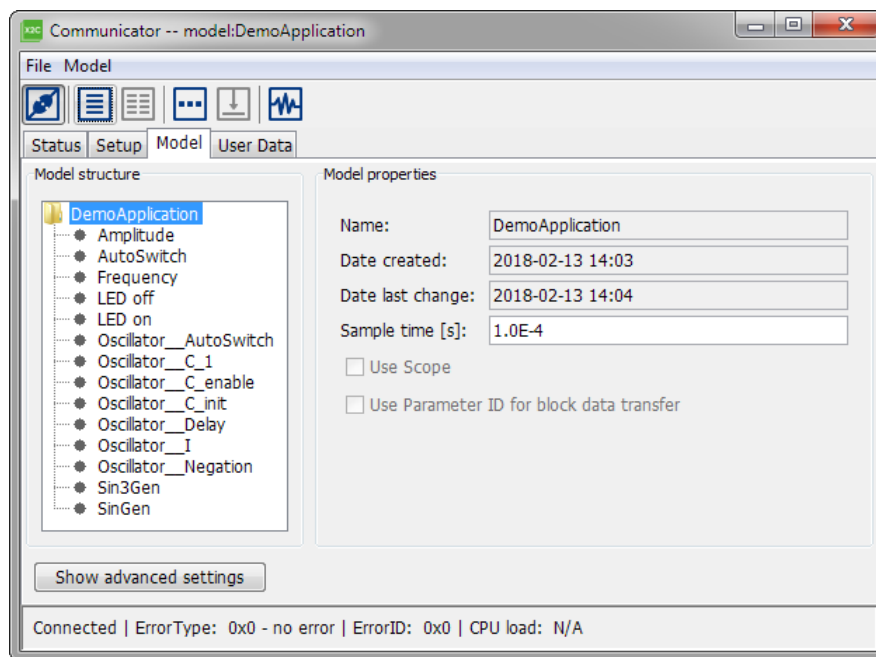 X2C Communicator -- model:DemoApplication
File Model
Status Setup Model User Data
Model structure
DemoApplication
Amplitude
AutoSwitch
Frequency
LED off
LED on
Oscillator__AutoSwitch
Oscillator__C_1
Oscillator__C_enable
Oscillator__C_init
Oscillator__Delay
Oscillator__I
Oscillator__Negation
Sin3Gen
SinGen
Model properties
Name: DemoApplication
Date created: 2018-02-13 14:03
Date last change: 2018-02-13 14:04
Sample time [s]: 1.0E-4
Use Scope
Use Parameter ID for block data transfer
Show advanced settings
Connected | ErrorType: 0x0 - no error | ErrorID: 0x0 | CPU load: N/A